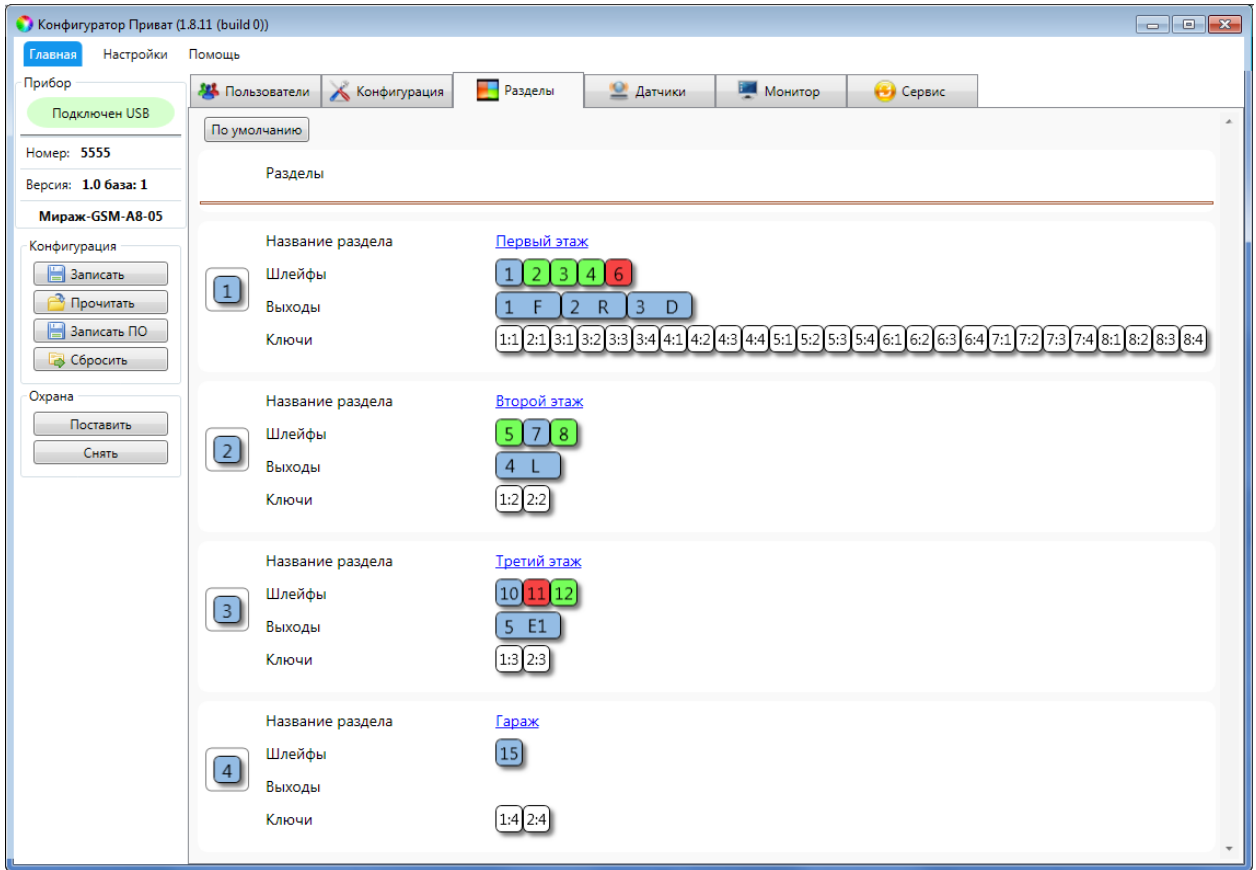 Конфигуратор Приват (1.8.11 (build 0))
Главная Настройки Помощь
Прибор
Подключен USB
Номер: 5555
Версия: 1.0 база: 1
Мираж-GSM-A8-05
Конфигурация
Записать
Прочитать
Записать ПО
Сбросить
Охрана
Поставить
Снять
Пользователи Конфигурация Разделы Датчики Монитор Сервис
По умолчанию
Разделы
1
Название раздела Первый этаж
Шлейфы 1 2 3 4 6
Выходы 1 F 2 R 3 D
Ключи 1:1 2:1 3:1 3:2 3:3 3:4 4:1 4:2 4:3 4:4 5:1 5:2 5:3 5:4 6:1 6:2 6:3 6:4 7:1 7:2 7:3 7:4 8:1 8:2 8:3 8:4
2
Название раздела Второй этаж
Шлейфы 5 7 8
Выходы 4 L
Ключи 1:2 2:2
3
Название раздела Третий этаж
Шлейфы 10 11 12
Выходы 5 E1
Ключи 1:3 2:3
4
Название раздела Гараж
Шлейфы 15
Выходы
Ключи 1:4 2:4